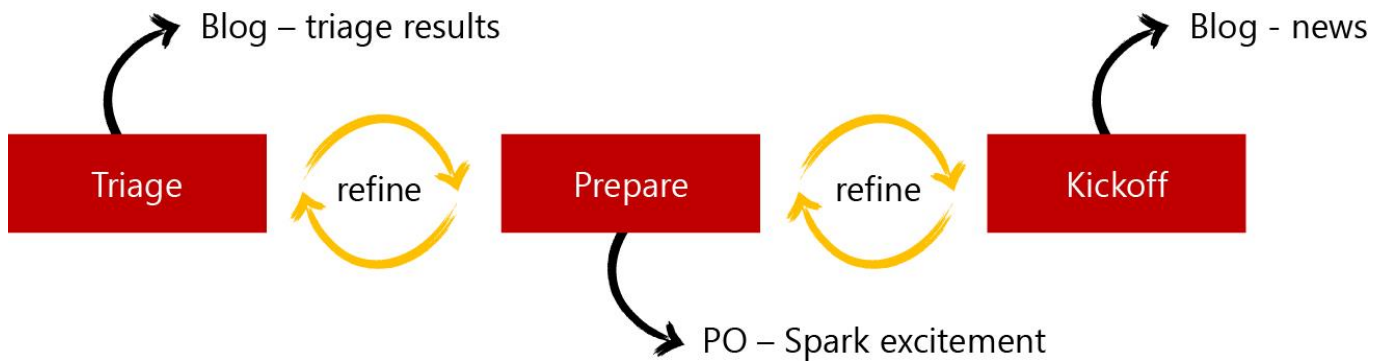 Blog – triage results
Blog - news
Triage
refine
Prepare
refine
Kickoff
PO – Spark excitement